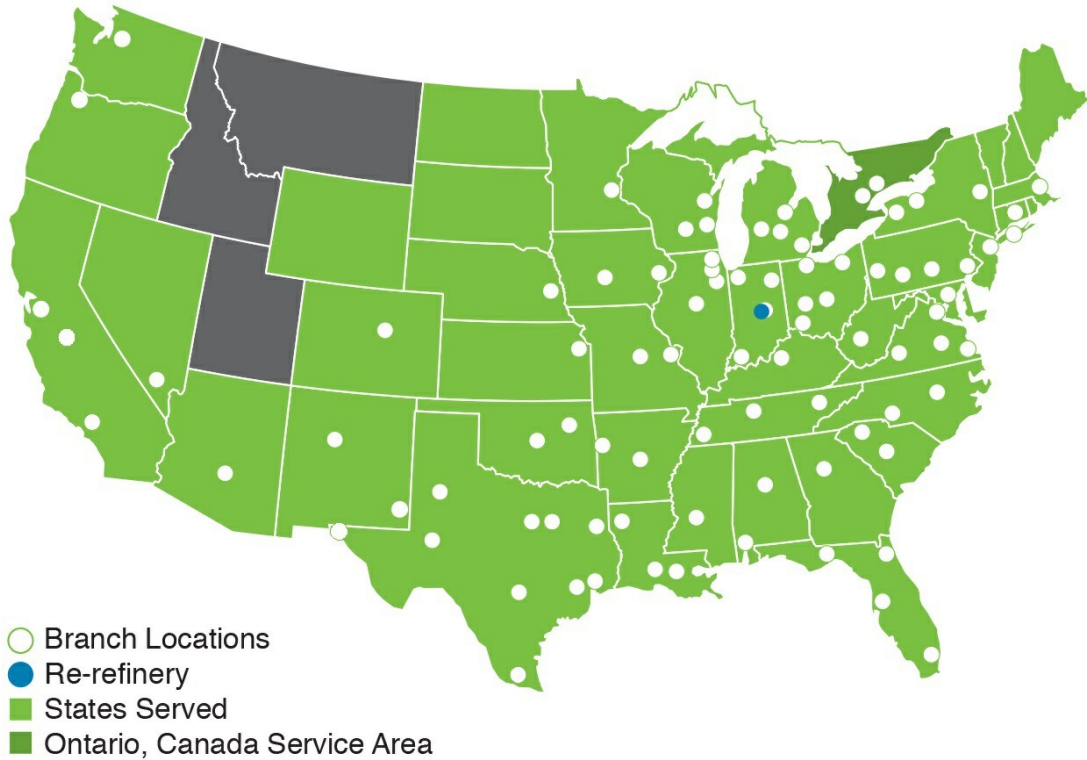 Branch Locations
Re-refinery
States Served
Ontario, Canada Service Area